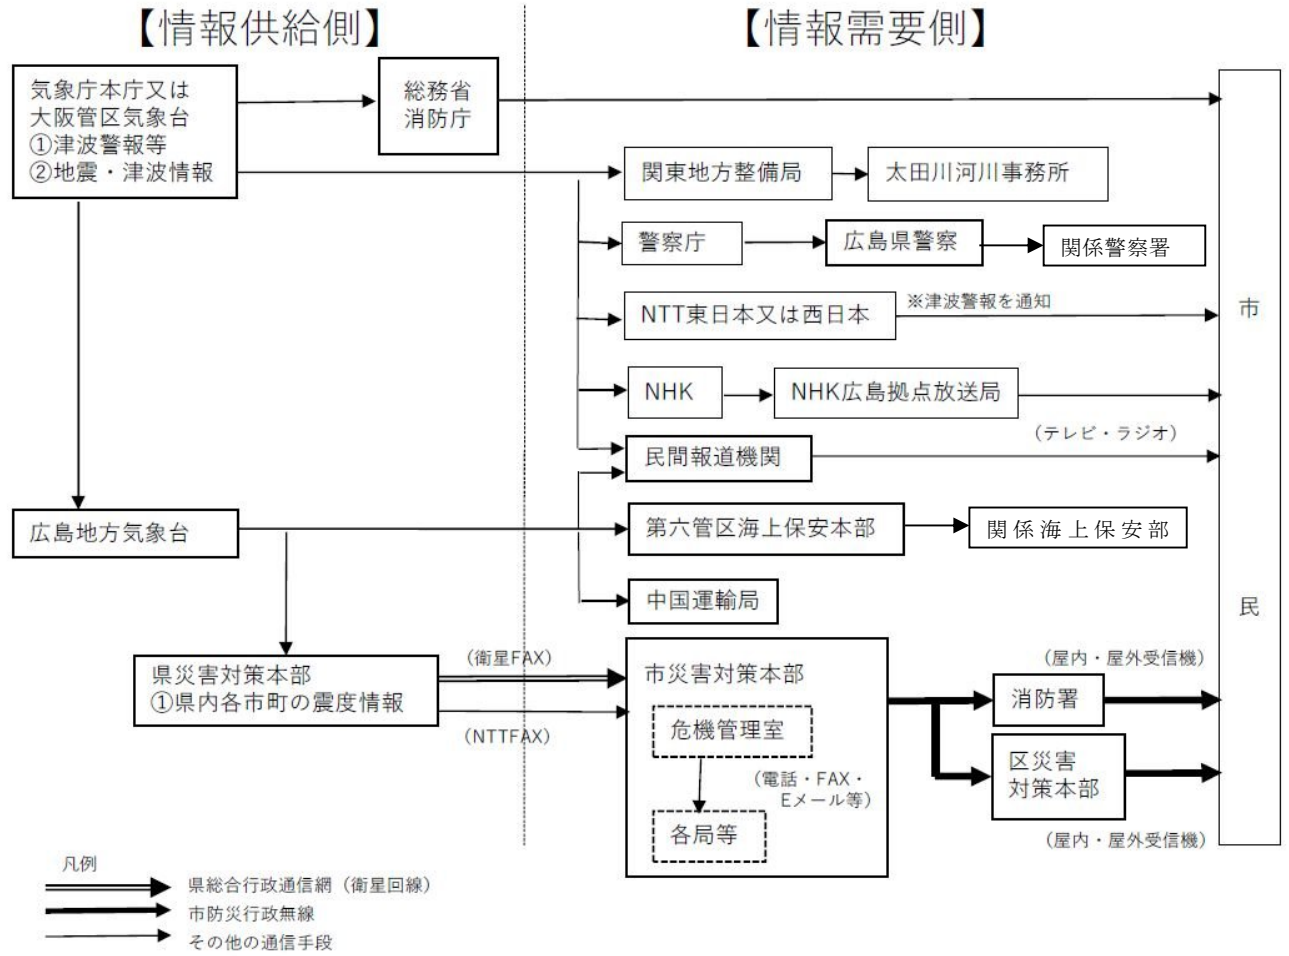 【情報供給側】
【情報需要側】
気象庁本庁又は
大阪管区気象台
①津波警報等
②地震・津波情報
総務省
消防庁
関東地方整備局
太田川河川事務所
警察庁
広島県警察
関係警察署
NTT東日本又は西日本
※津波警報を通知
NHK
NHK広島拠点放送局
（テレビ・ラジオ）
民間報道機関
広島地方気象台
第六管区海上保安本部
関係海上保安部
中国運輸局
市民
県災害対策本部
①県内各市町の震度情報
（衛星FAX）
（NTTFAX）
市災害対策本部
危機管理室
（電話・FAX・
Eメール等）
各局等
（屋内・屋外受信機）
消防署
区災害
対策本部
（屋内・屋外受信機）
凡例
県総合行政通信網（衛星回線）
市防災行政無線
その他の通信手段